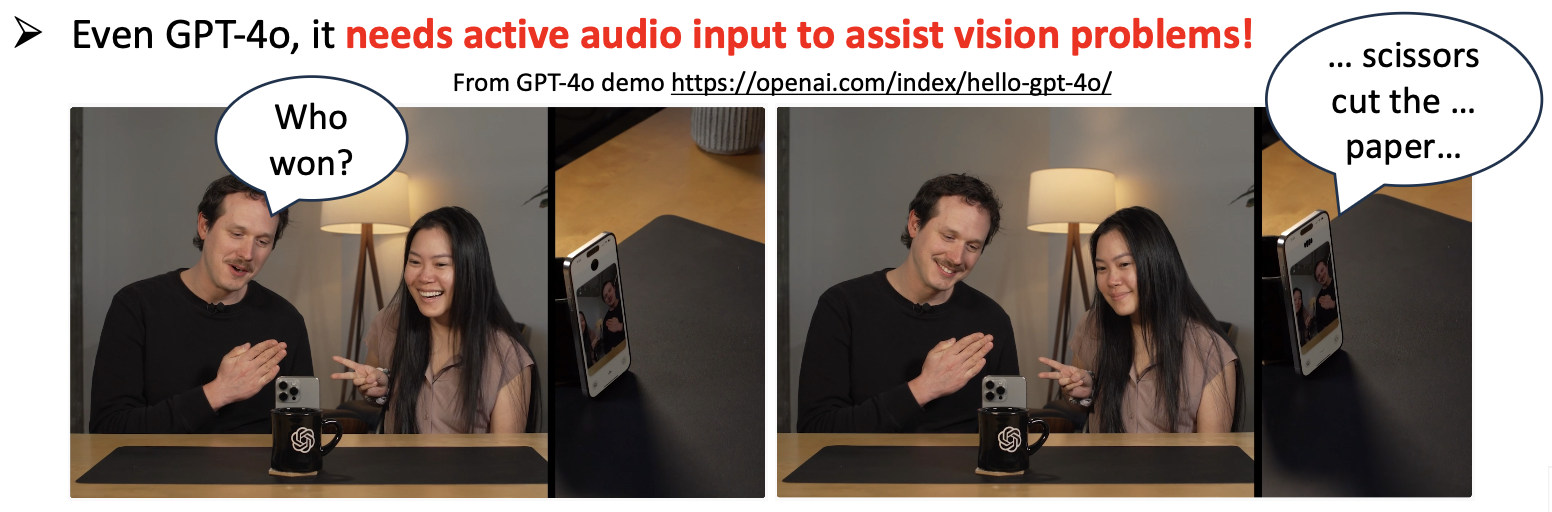 Even GPT-4o, it needs active audio input to assist vision problems!
From GPT-4o demo https://openai.com/index/hello-gpt-4o/
Who
won?
... scissors
cut the ...
paper...